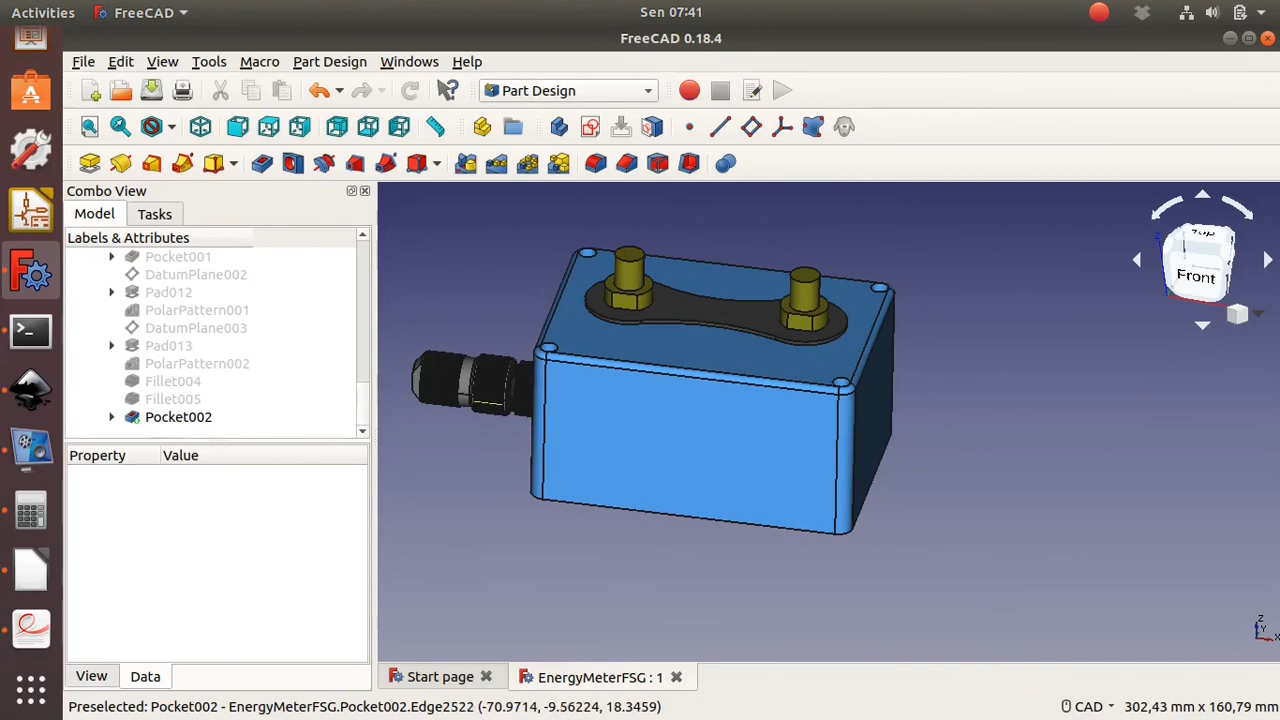 Activities FreeCAD Sen 07:41
FreeCAD 0.18.4
File Edit View Tools Macro Part Design Windows Help
Part Design
Combo View
Model Tasks
Labels & Attributes
Pocket001
DatumPlane002
Pad012
PolarPattern001
DatumPlane003
Pad013
PolarPattern002
Fillet004
Fillet005
Pocket002
Property Value
Top
Front
Z
Z
Y
X
View Data
Start page EnergyMeterFSG : 1
Preselected: Pocket002 - EnergyMeterFSG.Pocket002.Edge2522 (-70.9714, -9.56224, 18.3459) CAD 302,43 mm x 160,79 mm